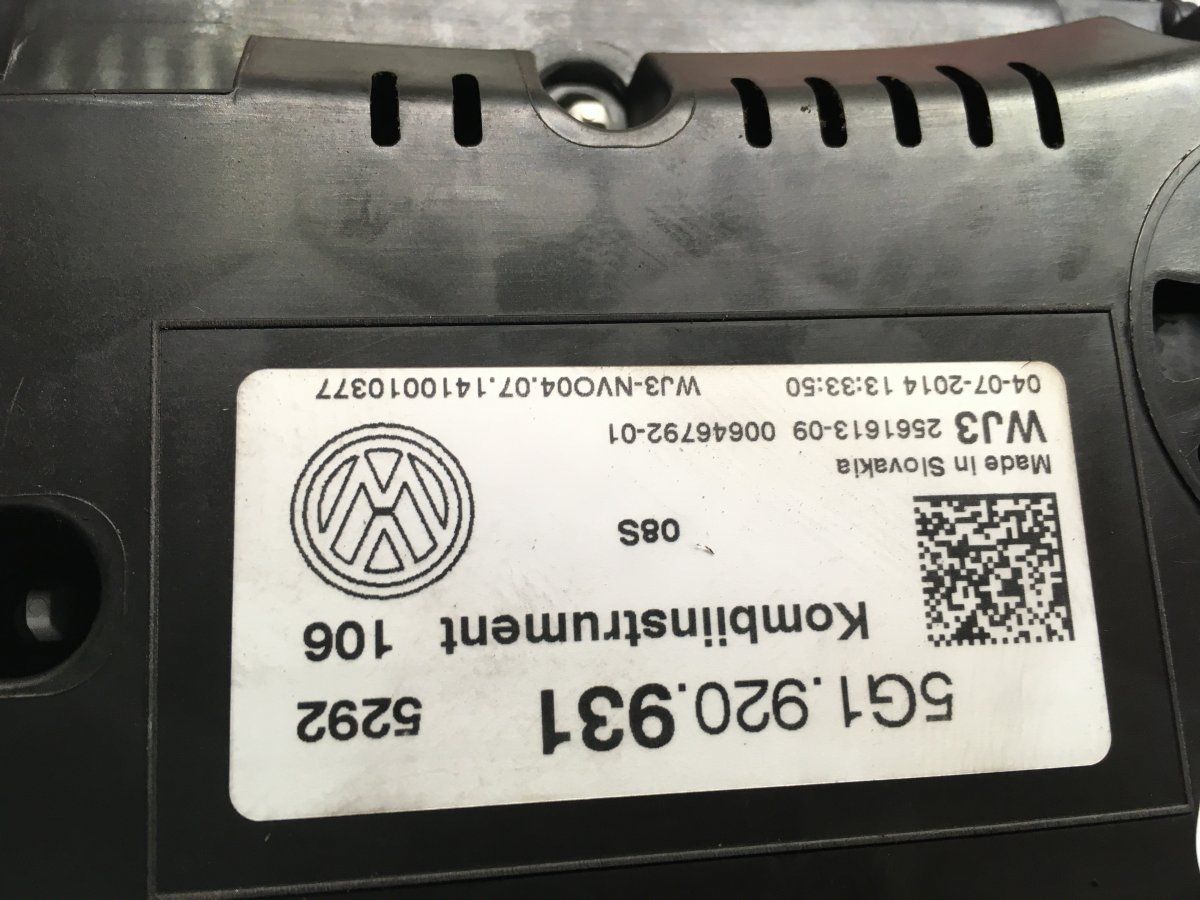 5G1.920.931 5292
Kombiinstrument 106
08S
Made in Slovakia
WJ3 2561613-09 00646792-01
04-07-2014 13:33:50 WJ3-NVO04.07.1410010377